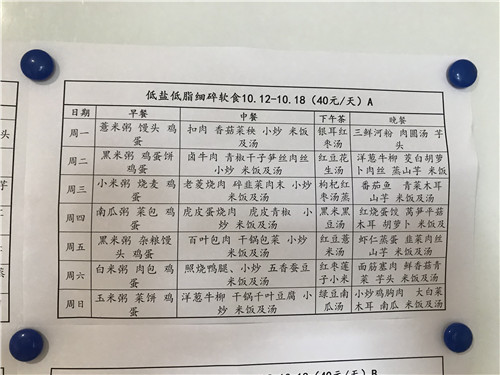 低盐低脂细碎软食10.12-10.18（40元/天）A
日期 早餐 中餐 下午茶 晚餐
周一 薏米粥 馒头 鸡蛋 扣肉 香菇菜秧 小炒 米饭及汤 银耳红枣汤 三鲜河粉 肉圆汤 芋头
周二 黑米粥 鸡蛋饼 鸡蛋 卤牛肉 青椒千子笋丝肉丝 小炒 米饭及汤 红豆花生汤 洋葱牛柳 茭白胡萝卜肉丝 蒸山芋 米饭
周三 小米粥 烧麦 鸡蛋 老菱烧肉 碎韭菜肉末 小炒 米饭及汤 枸杞红枣汤蒸 番茄鱼 青菜木耳 山芋 米饭及汤
周四 南瓜粥 菜包 鸡蛋 虎皮蛋烧肉 虎皮青椒 小炒 米饭及汤 黑米黑豆汤 红烧蛋饺 莴笋千菇木耳 胡萝卜 米饭及
周五 黑米粥 杂粮馒头 鸡蛋 百叶包肉 干锅包菜 小炒 米饭及汤 红豆薏米汤 虾仁蒸蛋 韭菜肉丝 山芋 米饭及汤
周六 白米粥 肉包 鸡蛋 照烧鸭腿、小炒 五香蚕豆 米饭及汤 红枣莲子小米 面筋塞肉 鲜香菇青菜 芋头 米饭及汤
周日 玉米粥 菜饼 鸡蛋 洋葱牛柳 干锅千叶豆腐 小炒 米饭及汤 绿豆南瓜汤 小炒鸡胸肉 大白菜木耳 南瓜 米饭及汤
（40元/天）B